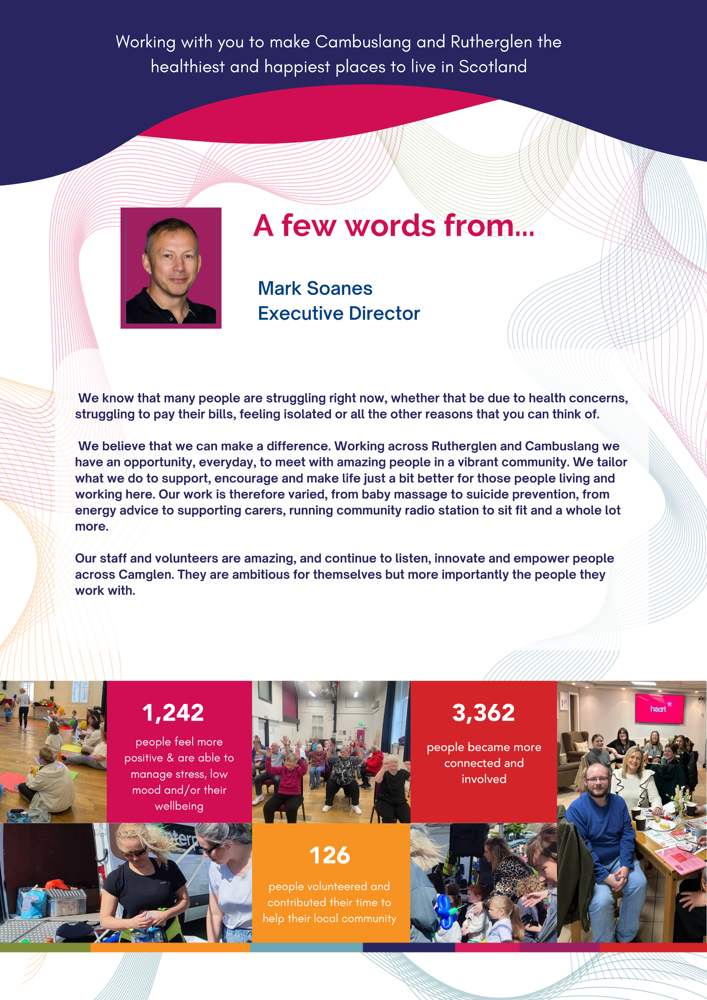 Working with you to make Cambuslang and Rutherglen the
healthiest and happiest places to live in Scotland
A few words from...
Mark Soanes
Executive Director
We know that many people are struggling right now, whether that be due to health concerns,
struggling to pay their bills, feeling isolated or all the other reasons that you can think of.
We believe that we can make a difference. Working across Rutherglen and Cambuslang we
have an opportunity, everyday, to meet with amazing people in a vibrant community. We tailor
what we do to support, encourage and make life just a bit better for those people living and
working here. Our work is therefore varied, from baby massage to suicide prevention, from
energy advice to supporting carers, running community radio station to sit fit and a whole lot
more.
Our staff and volunteers are amazing, and continue to listen, innovate and empower people
across Camglen. They are ambitious for themselves but more importantly the people they
work with.
1,242
people feel more
positive & are able to
manage stress, low
mood and/or their
wellbeing
3,362
people became more
connected and
involved
heart
126
people volunteered and
contributed their time to
help their local community